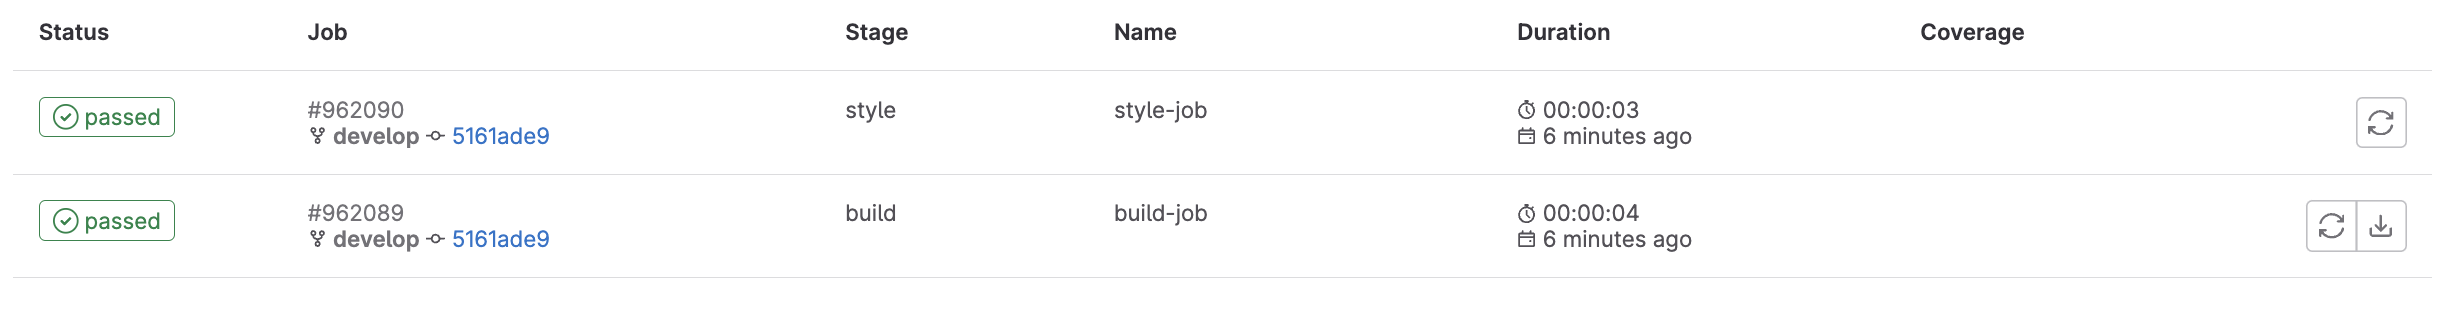 Status Job Stage Name Duration Coverage
passed #962090 style style-job 00:00:03
develop 5161ade9 6 minutes ago
passed #962089 build build-job 00:00:04
develop 5161ade9 6 minutes ago